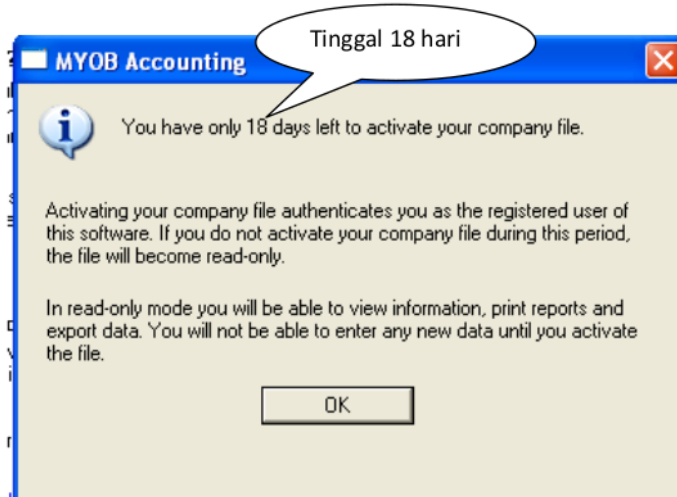 Tinggal 18 hari
MYOB Accounting
You have only 18 days left to activate your company file.
Activating your company file authenticates you as the registered user of
this software. If you do not activate your company file during this period,
the file will become read-only.
In read-only mode you will be able to view information, print reports and
export data. You will not be able to enter any new data until you activate
the file.
OK